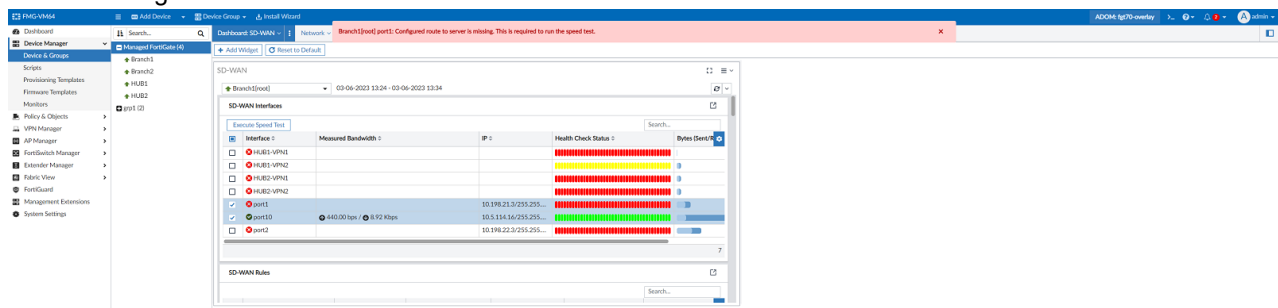 FMG-VM64
Add Device
Device Group
Install Wizard
ADOM: fgt70-overlay
2
A
admin
Dashboard
Device Manager
Device & Groups
Scripts
Provisioning Templates
Firmware Templates
Monitors
Policy & Objects
VPN Manager
AP Manager
FortiSwitch Manager
Extender Manager
Fabric View
FortiGuard
Management Extensions
System Settings
Search...
Managed FortiGate (4)
Branch1
Branch2
HUB1
HUB2
grp1 (2)
Dashboard: SD-WAN
Network
Branch1[root] port1: Configured route to server is missing. This is required to run the speed test.
+ Add Widget
Reset to Default
SD-WAN
Branch1[root]
03-06-2023 13:24 - 03-06-2023 13:34
SD-WAN Interfaces
Execute Speed Test
Search...
Interface Measured Bandwidth IP Health Check Status Bytes (Sent/R
HUB1-VPN1
HUB1-VPN2
HUB2-VPN1
HUB2-VPN2
port1 10.198.21.3/255.255....
port10 440.00 bps / 8.92 Kbps 10.5.114.16/255.255....
port2 10.198.22.3/255.255....
7
SD-WAN Rules
Search...